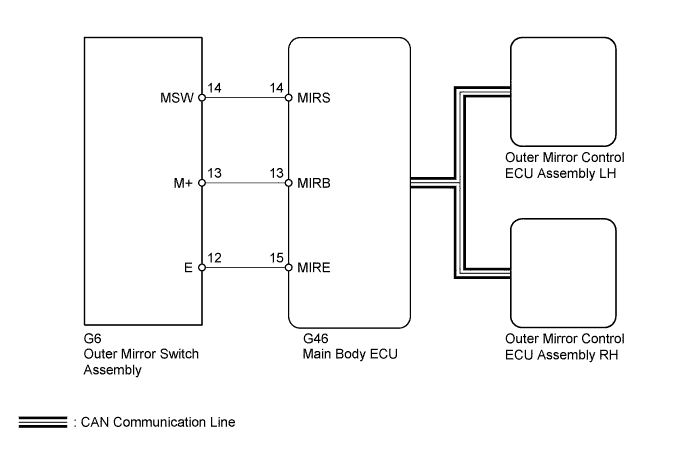 MSW 14 14 MIRS
M+ 13 13 MIRB
E 12 15 MIRE
Outer Mirror Control
ECU Assembly LH
G6
Outer Mirror Switch
Assembly
G46
Main Body ECU
Outer Mirror Control
ECU Assembly RH
: CAN Communication Line